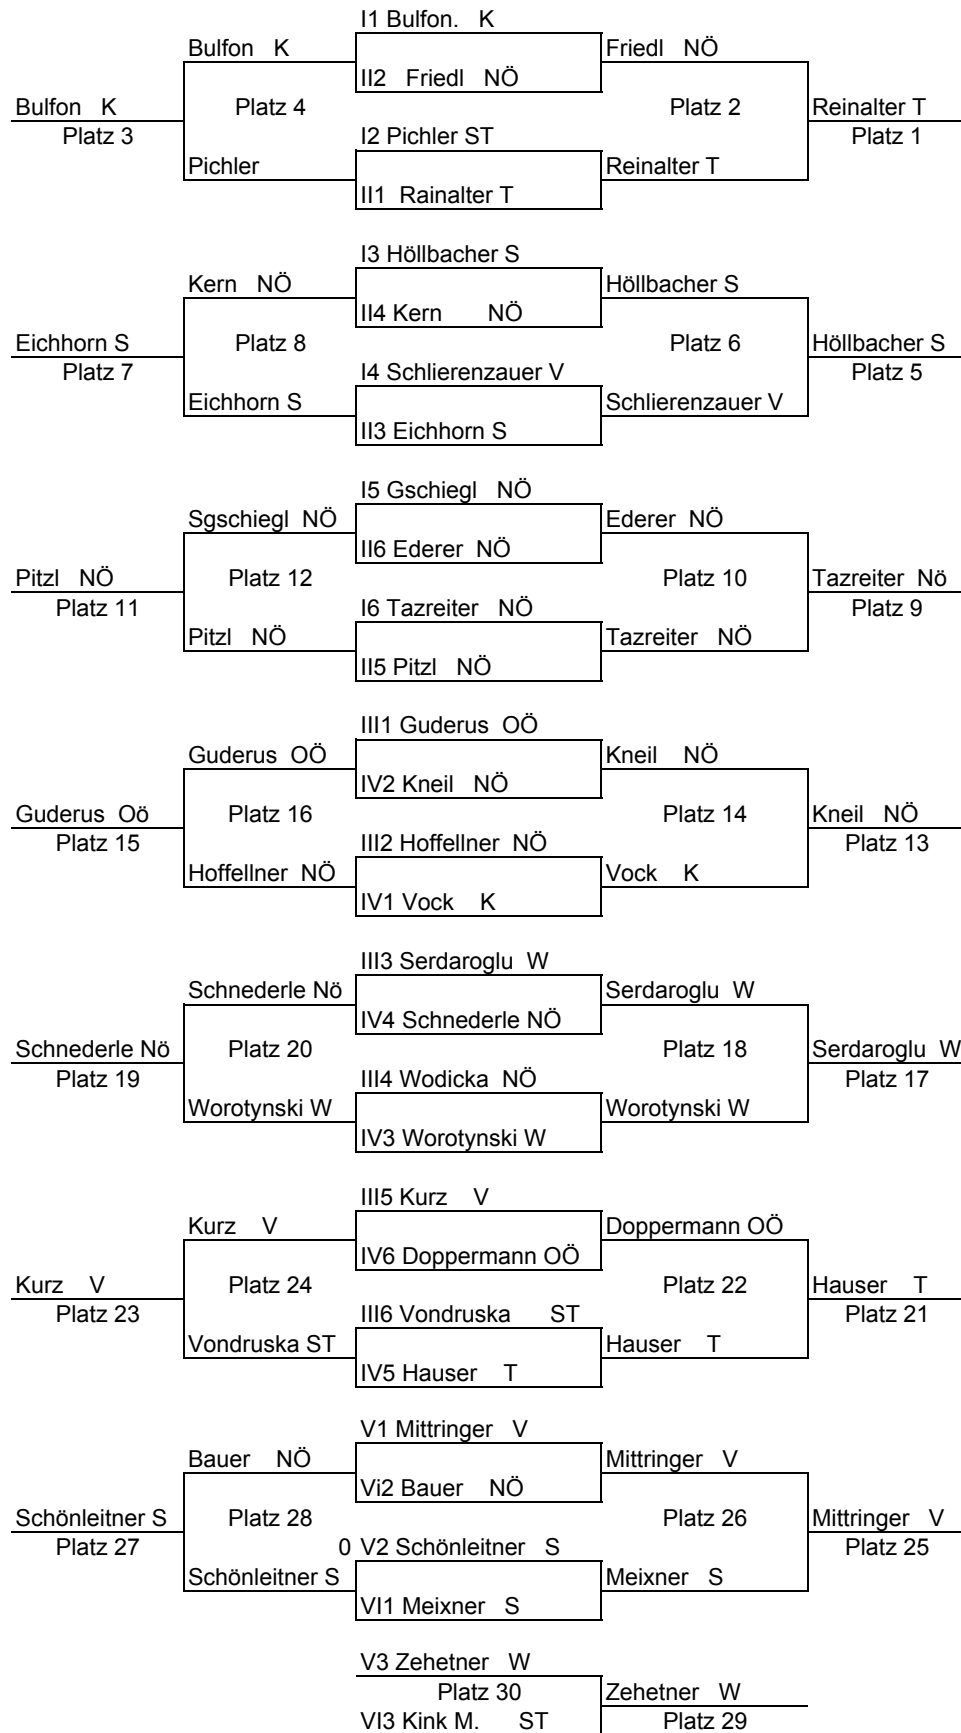 I1 Bulfon. K
Bulfon K Friedl NÖ
II2 Friedl NÖ
Bulfon K Platz 4 Platz 2 Reinalter T
Platz 3 I2 Pichler ST Platz 1
Pichler Reinalter T
II1 Rainalter T
I3 Höllbacher S
Kern NÖ Höllbacher S
II4 Kern NÖ
Eichhorn S Platz 8 Platz 6 Höllbacher S
Platz 7 I4 Schlierenzauer V Platz 5
Eichhorn S Schlierenzauer V
II3 Eichhorn S
I5 Gschiegl NÖ
Sgschiegl NÖ Ederer NÖ
II6 Ederer NÖ
Pitzl NÖ Platz 12 Platz 10 Tazreiter Nö
Platz 11 I6 Tazreiter NÖ Platz 9
Pitzl NÖ Tazreiter NÖ
II5 Pitzl NÖ
III1 Guderus OÖ
Guderus OÖ Kneil NÖ
IV2 Kneil NÖ
Guderus Oö Platz 16 Platz 14 Kneil NÖ
Platz 15 III2 Hoffellner NÖ Platz 13
Hoffellner NÖ Vock K
IV1 Vock K
III3 Serdaroglu W
Schnederle Nö Serdaroglu W
IV4 Schnederle NÖ
Schnederle Nö Platz 20 Platz 18 Serdaroglu W
Platz 19 III4 Wodicka NÖ Platz 17
Worotynski W Worotynski W
IV3 Worotynski W
III5 Kurz V
Kurz V Doppermann OÖ
IV6 Doppermann OÖ
Kurz V Platz 24 Platz 22 Hauser T
Platz 23 III6 Vondruska ST Platz 21
Vondruska ST Hauser T
IV5 Hauser T
V1 Mittringer V
Bauer NÖ Mittringer V
Vi2 Bauer NÖ
Schönleitner S Platz 28 Platz 26 Mittringer V
Platz 27 0 V2 Schönleitner S Platz 25
Schönleitner S Meixner S
VI1 Meixner S
V3 Zehetner W
Platz 30 Zehetner W
VI3 Kink M. ST Platz 29